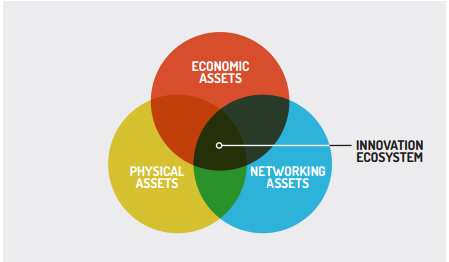 ECONOMIC
ASSETS
INNOVATION
ECOSYSTEM
PHYSICAL
ASSETS
NETWORKING
ASSETS